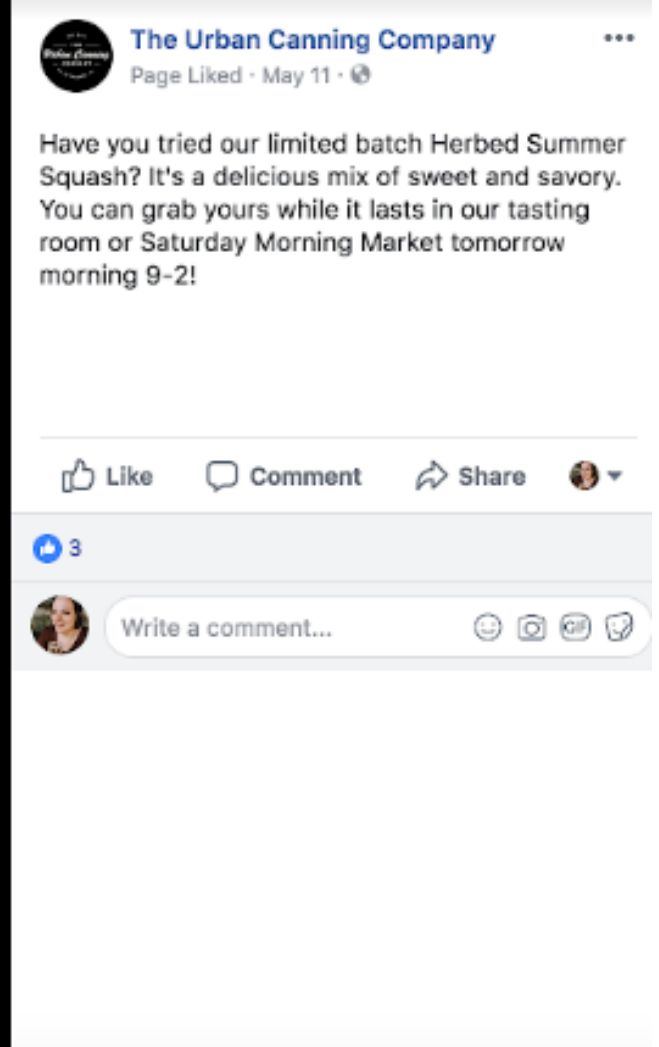 The Urban Canning Company
Page Liked · May 11 ·
Have you tried our limited batch Herbed Summer
Squash? It's a delicious mix of sweet and savory.
You can grab yours while it lasts in our tasting
room or Saturday Morning Market tomorrow
morning 9-2!
Like Comment Share
3
Write a comment... GIF